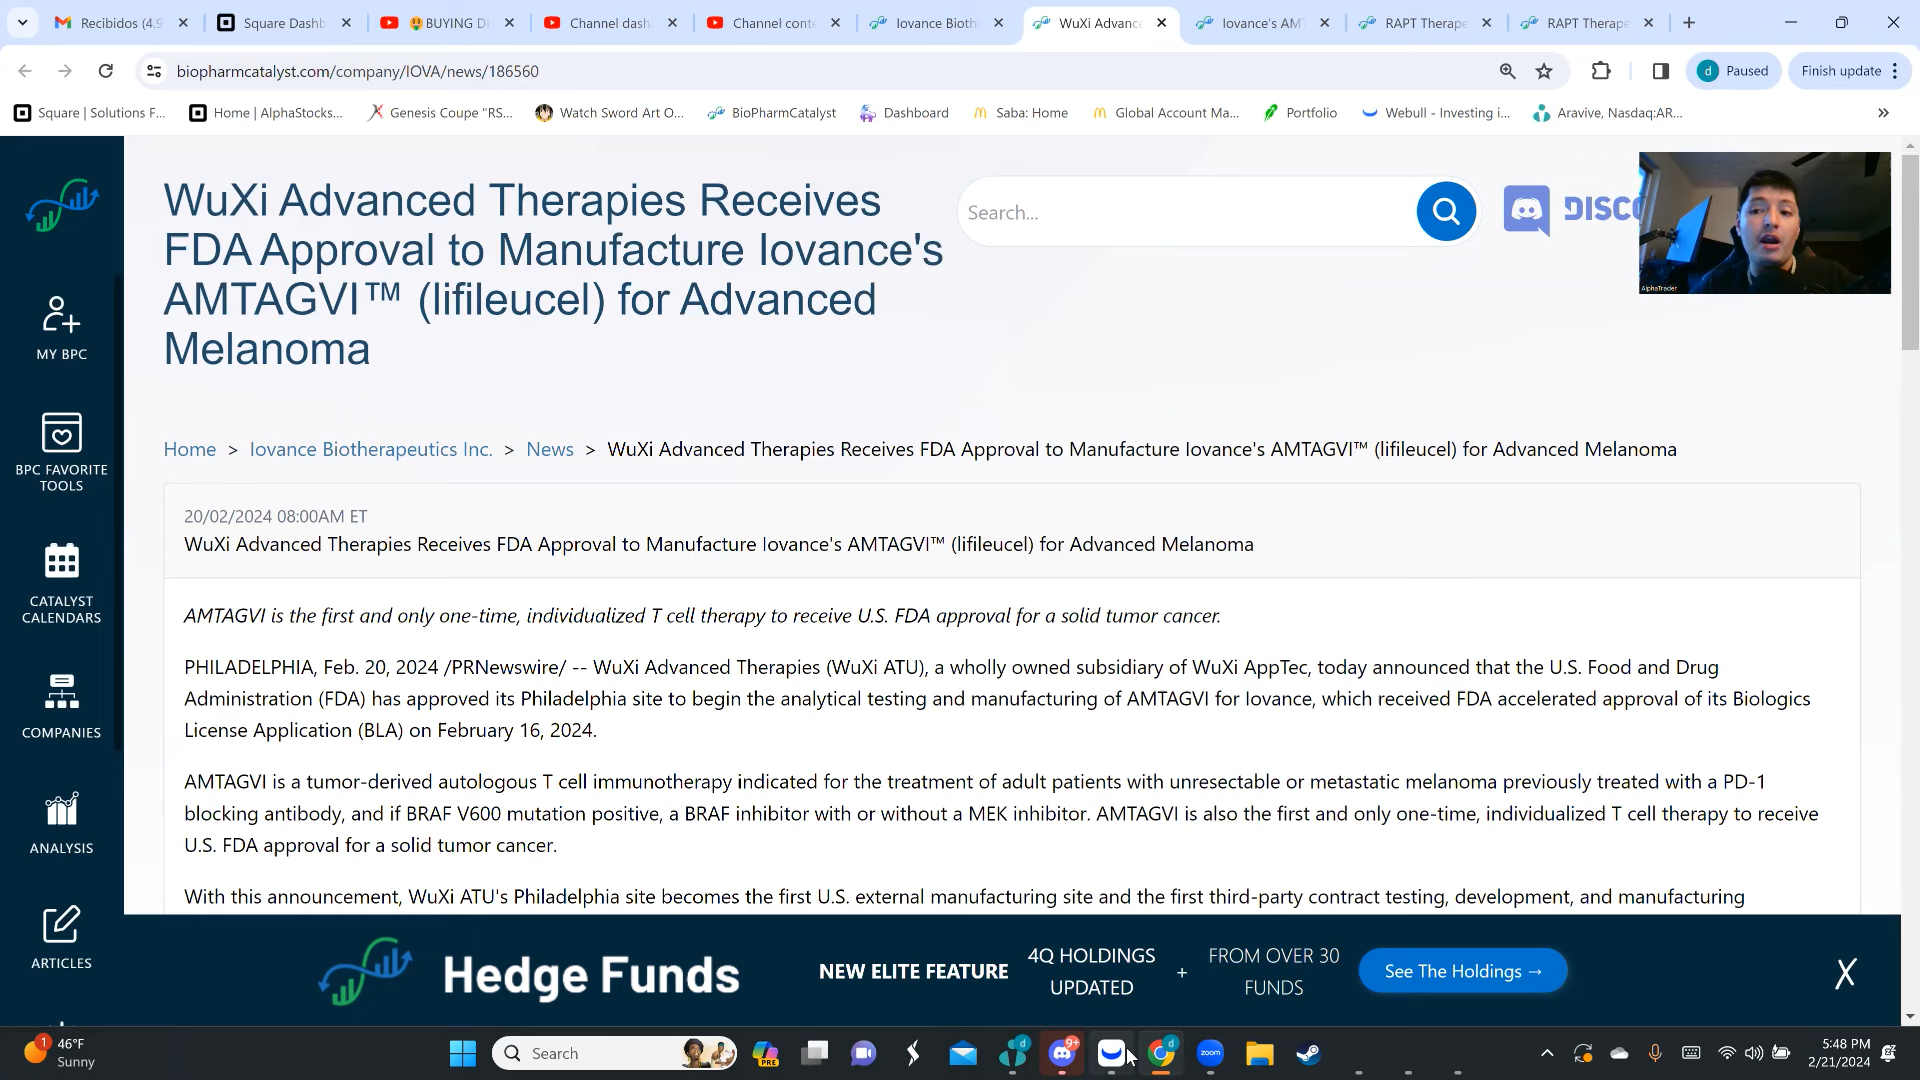 Recibidos (4.9
Square Dashb
BUYING D
Channel dash
Channel conte
Iovance Bioth
WuXi Advance
Iovance's AMT
RAPT Therape
RAPT Therape
biopharmcatalyst.com/company/IOVA/news/186560
d Paused
Finish update
Square | Solutions F...
Home | AlphaStocks...
Genesis Coupe "RS...
Watch Sword Art O...
BioPharmCatalyst
Dashboard
Saba: Home
Global Account Ma...
Portfolio
Webull - Investing i...
Aravive, Nasdaq:AR...
WuXi Advanced Therapies Receives
FDA Approval to Manufacture Iovance's
AMTAGVI™ (lifileucel) for Advanced
Melanoma
Search...
DISCO
AlphaTrader
MY BPC
BPC FAVORITE
TOOLS
CATALYST
CALENDARS
COMPANIES
ANALYSIS
ARTICLES
Home > Iovance Biotherapeutics Inc. > News > WuXi Advanced Therapies Receives FDA Approval to Manufacture Iovance's AMTAGVI™ (lifileucel) for Advanced Melanoma
20/02/2024 08:00AM ET
WuXi Advanced Therapies Receives FDA Approval to Manufacture Iovance's AMTAGVI™ (lifileucel) for Advanced Melanoma
AMTAGVI is the first and only one-time, individualized T cell therapy to receive U.S. FDA approval for a solid tumor cancer.
PHILADELPHIA, Feb. 20, 2024 /PRNewswire/ -- WuXi Advanced Therapies (WuXi ATU), a wholly owned subsidiary of WuXi AppTec, today announced that the U.S. Food and Drug
Administration (FDA) has approved its Philadelphia site to begin the analytical testing and manufacturing of AMTAGVI for Iovance, which received FDA accelerated approval of its Biologics
License Application (BLA) on February 16, 2024.
AMTAGVI is a tumor-derived autologous T cell immunotherapy indicated for the treatment of adult patients with unresectable or metastatic melanoma previously treated with a PD-1
blocking antibody, and if BRAF V600 mutation positive, a BRAF inhibitor with or without a MEK inhibitor. AMTAGVI is also the first and only one-time, individualized T cell therapy to receive
U.S. FDA approval for a solid tumor cancer.
With this announcement, WuXi ATU's Philadelphia site becomes the first U.S. external manufacturing site and the first third-party contract testing, development, and manufacturing
Hedge Funds
NEW ELITE FEATURE
4Q HOLDINGS
UPDATED
+
FROM OVER 30
FUNDS
See The Holdings →
X
1
46°F
Sunny
Search
PRE
d
9+
d
zoom
5:48 PM
2/21/2024